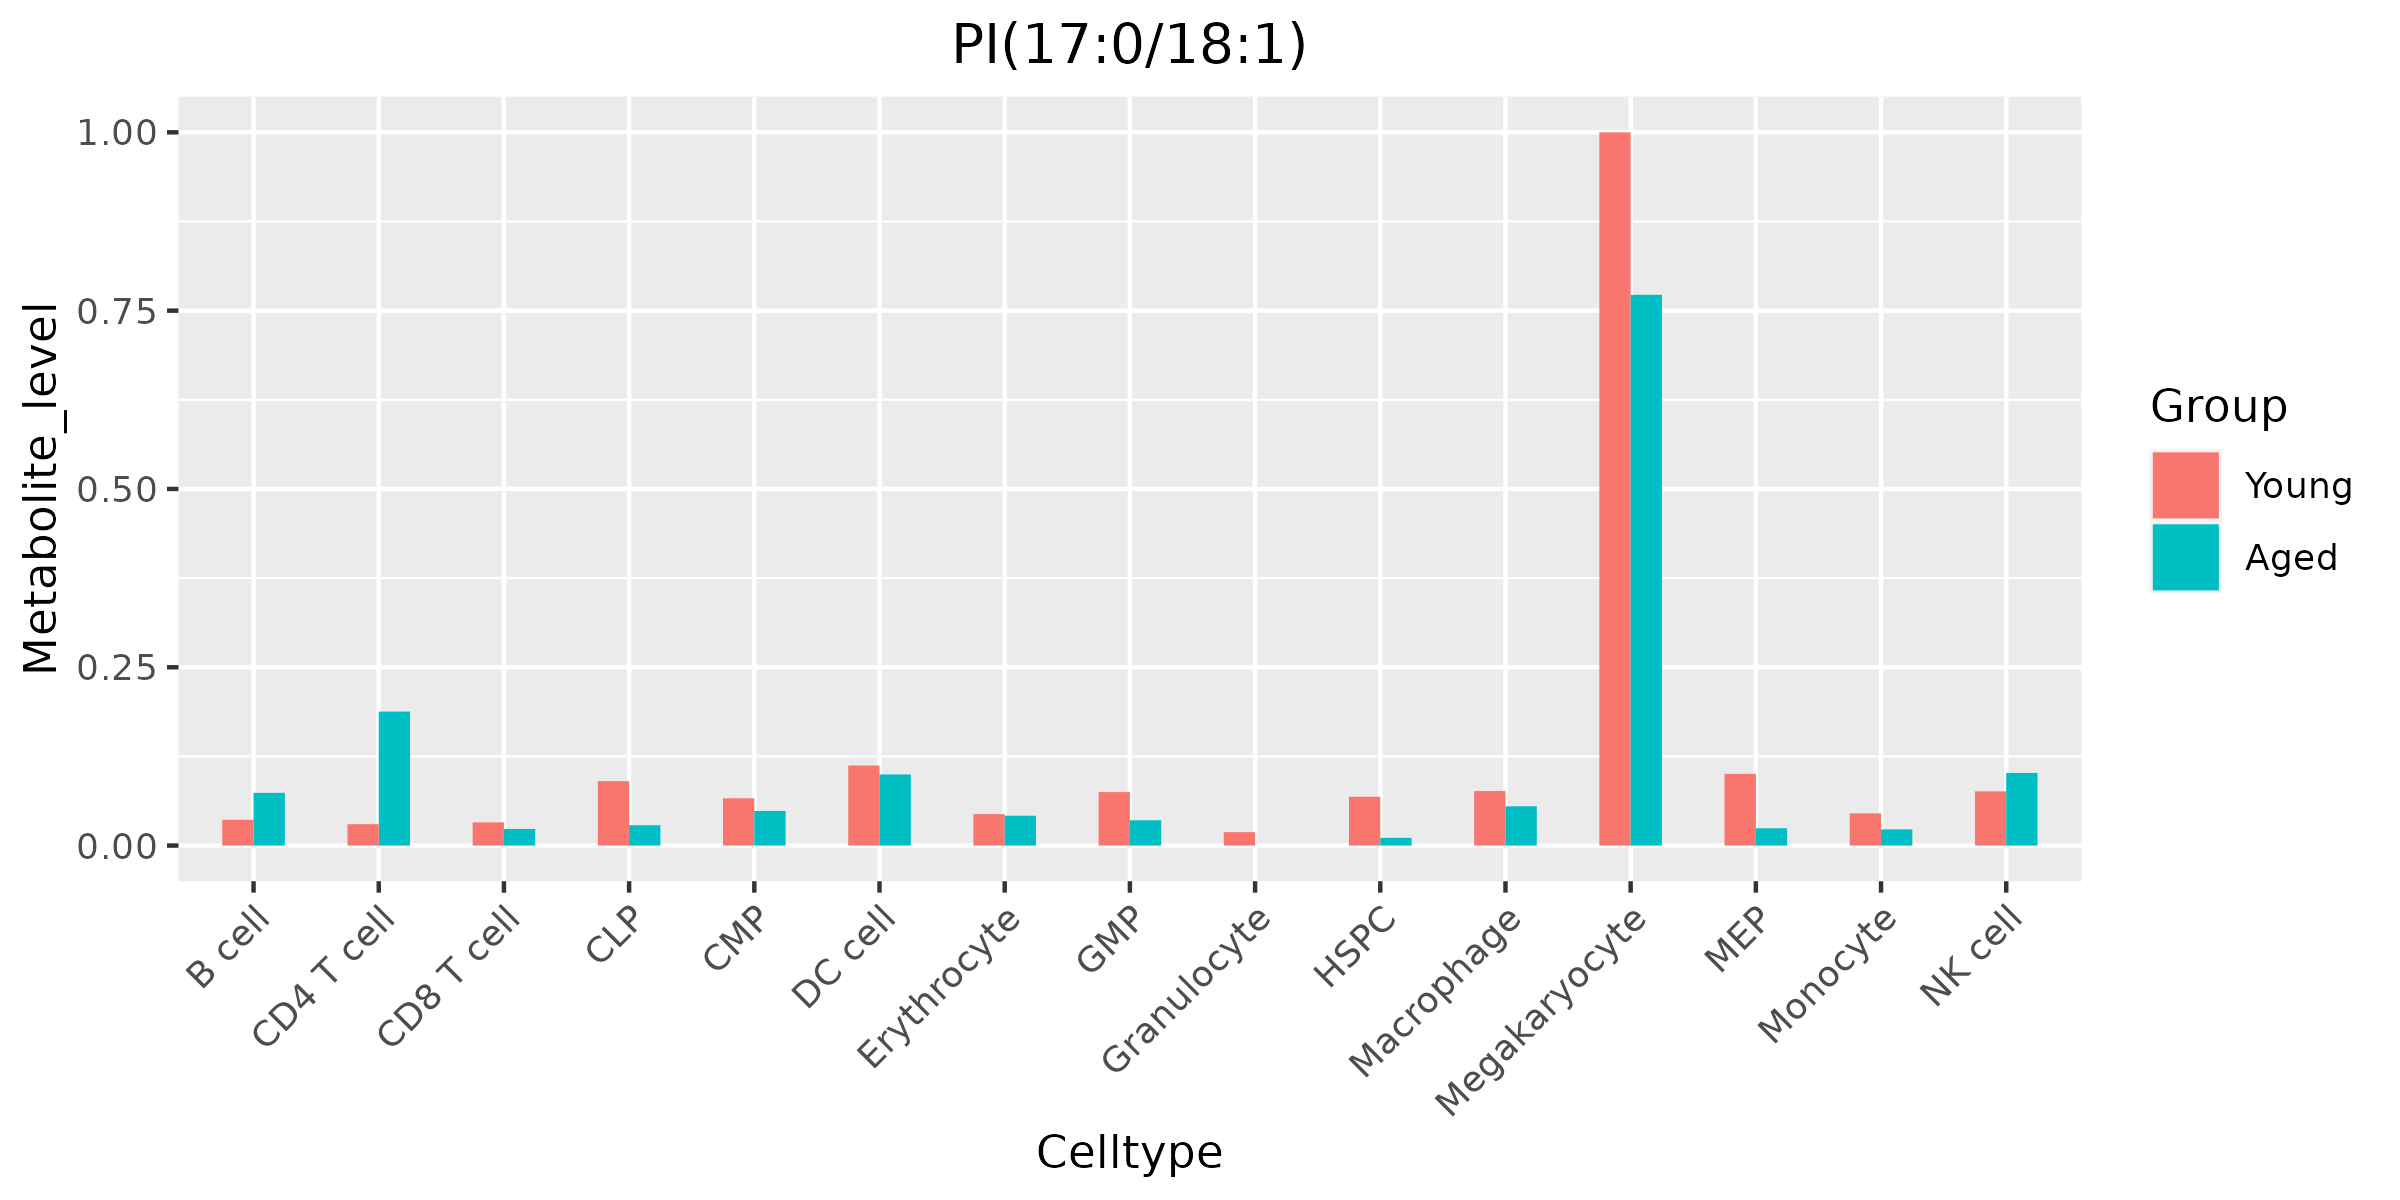 PI(17:0/18:1)
Metabolite_level
1.00
0.75
0.50
0.25
0.00
B cell
CD4 T cell
CD8 T cell
CLP
CMP
DC cell
Erythrocyte
GMP
Granulocyte
HSPC
Macrophage
Megakaryocyte
MEP
Monocyte
NK cell
Celltype
Group
Young
Aged